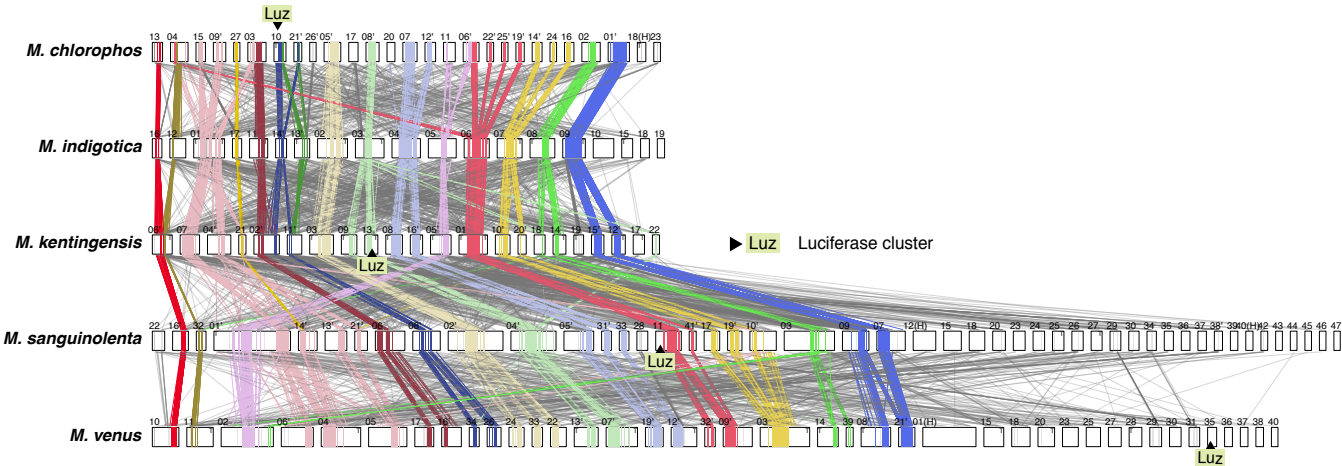 Luz
13 04 15 09' 27 03 10 21' 26' 05' 17 08' 20 07 12' 11 06' 22' 25' 19' 14' 24 16 02 01' 18(H) 23
M. chlorophos
10 12 01 17 11 14' 13' 02 03 04 05 06 07 08 09 10 15 18 19
M. indigotica
06' 07 04' 21 02' 11' 03 09 13 08 16' 05' 01 10' 20' 18 14 19 15' 12' 17 22
M. kentingensis
Luz
Luz Luciferase cluster
22 16 32 01' 14' 13' 21' 06 08' 02' 04' 05' 31' 33 28 11 41' 17 19' 10' 03 09 07 12(H) 15 18 20 23 25 24 26 27 29 30 34 35 36 37 38' 39 40(H) 42 43 44 45 46 47
M. sanguinolenta
Luz
10 11 02 06' 04 05 17' 16' 34 24 33 22 13' 07' 19' 12' 32 09' 03 14 39 08 21' 01(H) 15 18 20 23 25 26 27 28 29 30 31 35 36 37 38 40
M. venus
Luz